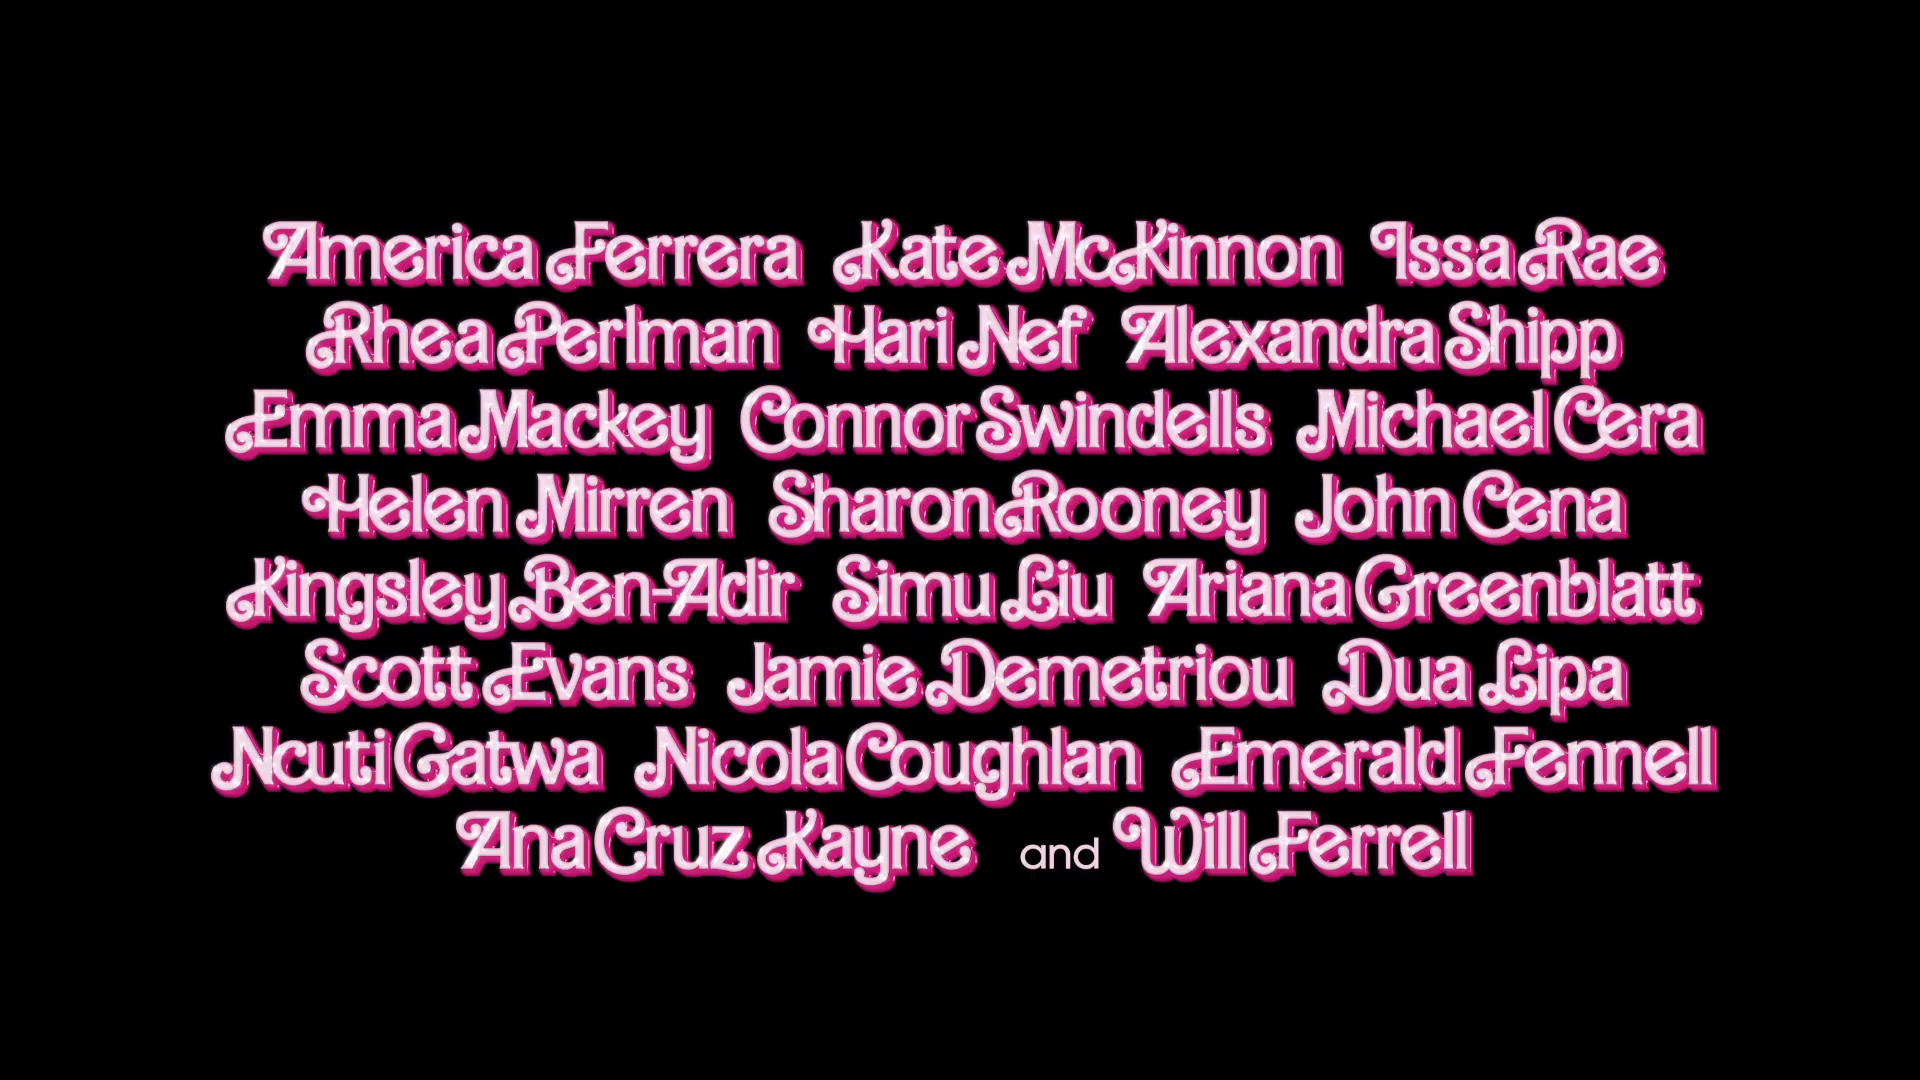 America Ferrera Kate McKinnon Issa Rae
Rhea Perlman Hari Nef Alexandra Shipp
Emma Mackey Connor Swindells Michael Cera
Helen Mirren Sharon Rooney John Cena
Kingsley Ben-Adir Simu Liu Ariana Greenblatt
Scott Evans Jamie Demetriou Dua Lipa
Ncuti Gatwa Nicola Coughlan Emerald Fennell
Ana Cruz Kayne and Will Ferrell